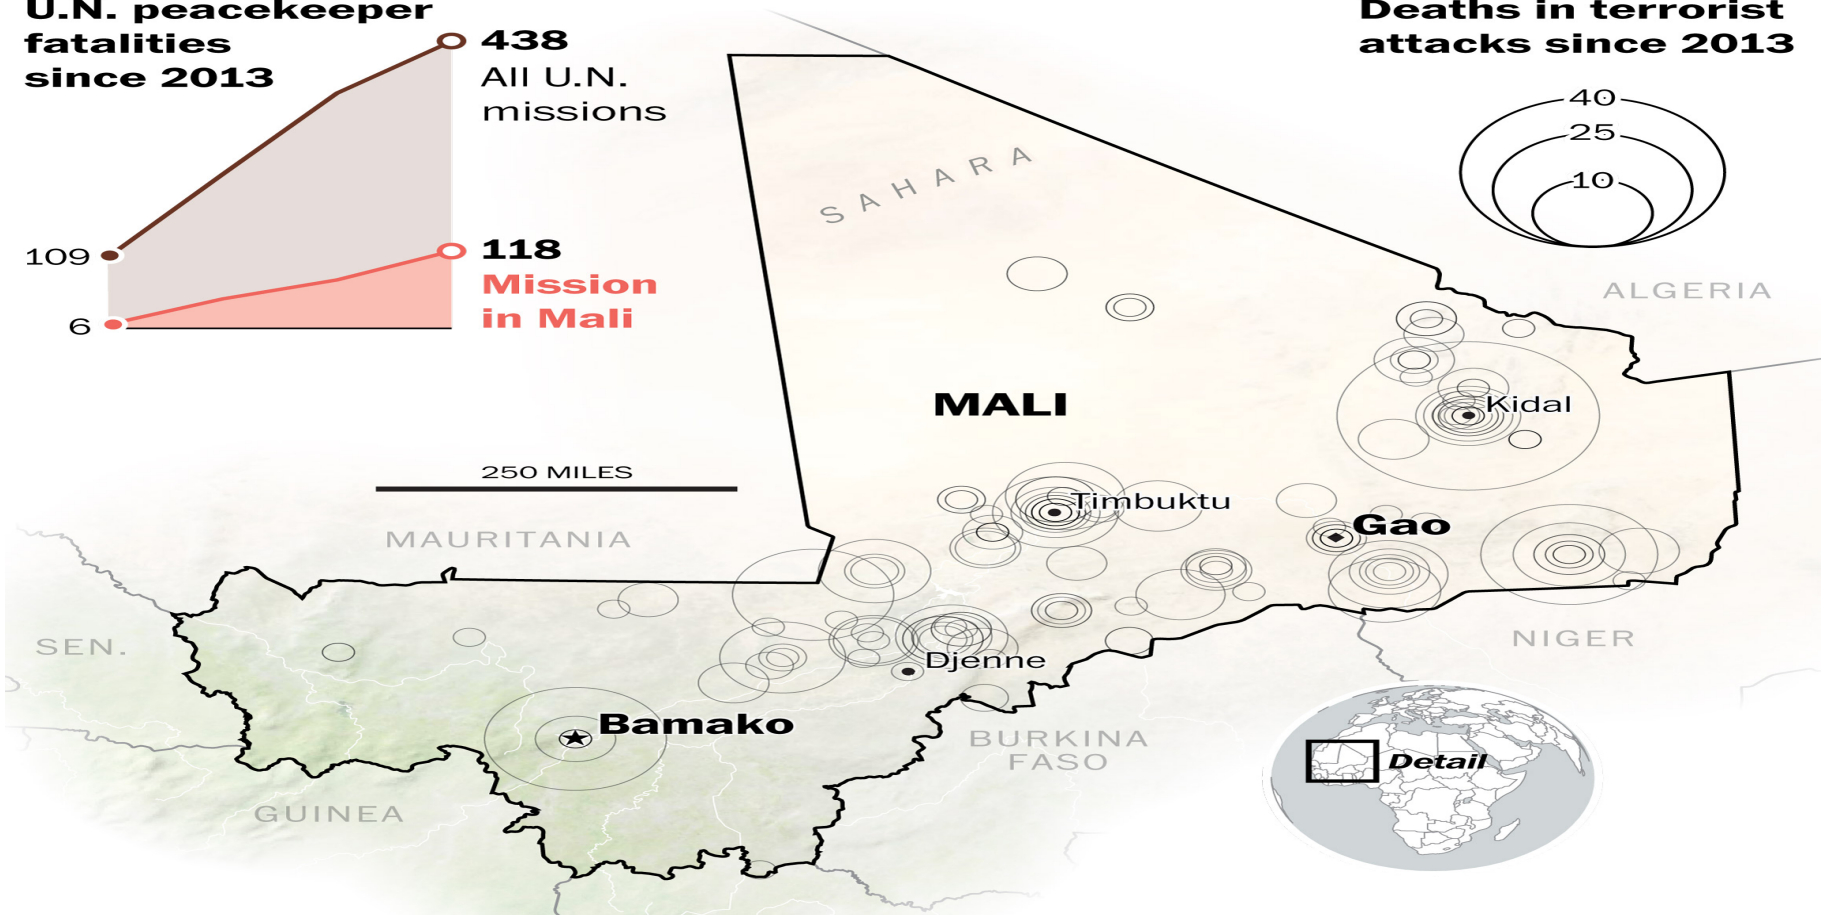 U.N. peacekeeper
fatalities
since 2013
438
All U.N.
missions
109
118
Mission
in Mali
6
Deaths in terrorist
attacks since 2013
40
25
10
SAHARA
ALGERIA
MALI
Kidal
250 MILES
Timbuktu
Gao
MAURITANIA
SEN.
NIGER
Djenne
Bamako
BURKINA
FASO
Detail
GUINEA